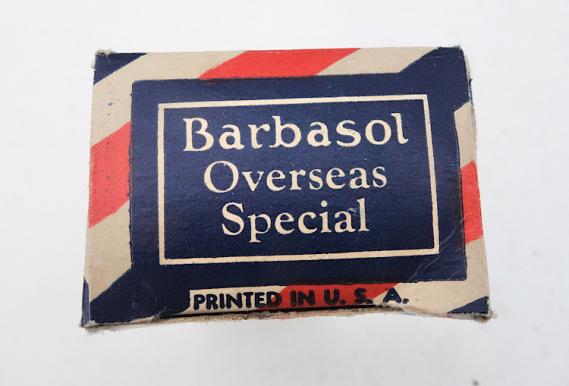 Barbasol
Overseas
Special
PRINTED IN U. S. A.